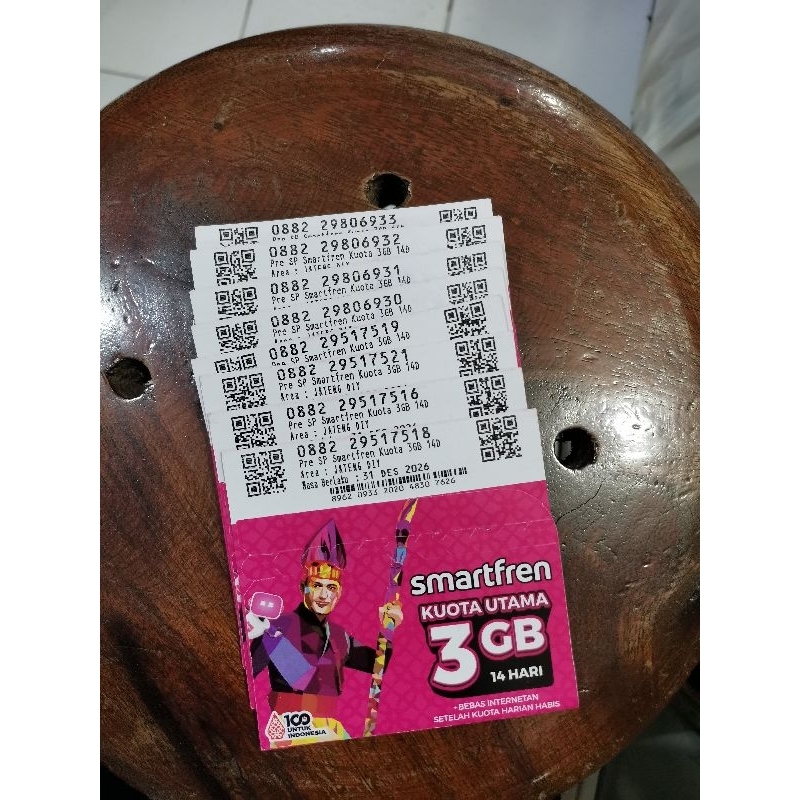 0882 29806933
0882 29806932
Pre SP Smartfren Kuota 3GB 14D
Area : JATENG DIY
0882 29806931
Pre SP Smartfren Kuota 3GB 14D
0882 29806930
Pre SP Smartfren Kuota 3GB 14D
0882 29517519
SP Smartfren Kuota 3GB 14D
0882 29517521
Pre SP Smartfren Kuota 3GB 14D
Area : JATENG DIY
0882 29517516
Pre SP Smartfren Kuota 3GB 14D
Area : JATENG DIY
0882 29517518
Pre SP Smartfren Kuota 3GB 14D
Area : JATENG DIY
Masa Berlaku : 31 DES 2026
8962 0933 2020 4830 7626
smartfren
KUOTA UTAMA
3 GB
14 HARI
• BEBAS INTERNETAN
SETELAH KUOTA HARIAN HABIS
100
UNTUK
INDONESIA